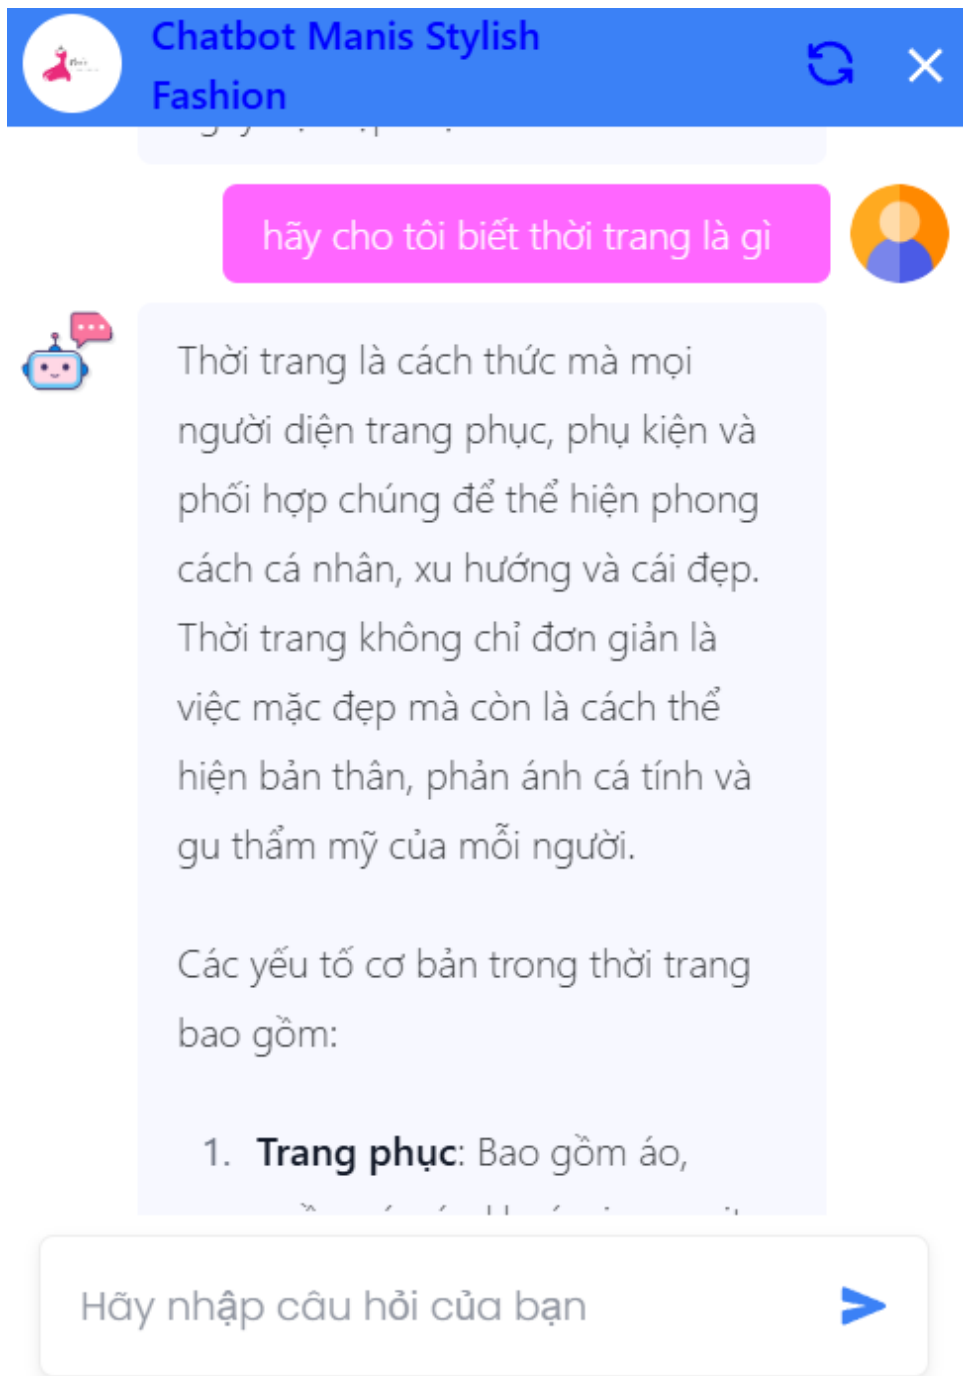 Chatbot Manis Stylish
Fashion
hãy cho tôi biết thời trang là gì
Thời trang là cách thức mà mọi
người diện trang phục, phụ kiện và
phối hợp chúng để thể hiện phong
cách cá nhân, xu hướng và cái đẹp.
Thời trang không chỉ đơn giản là
việc mặc đẹp mà còn là cách thể
hiện bản thân, phản ánh cá tính và
gu thẩm mỹ của mỗi người.
Các yếu tố cơ bản trong thời trang
bao gồm:
1. Trang phục: Bao gồm áo,
Hãy nhập câu hỏi của bạn